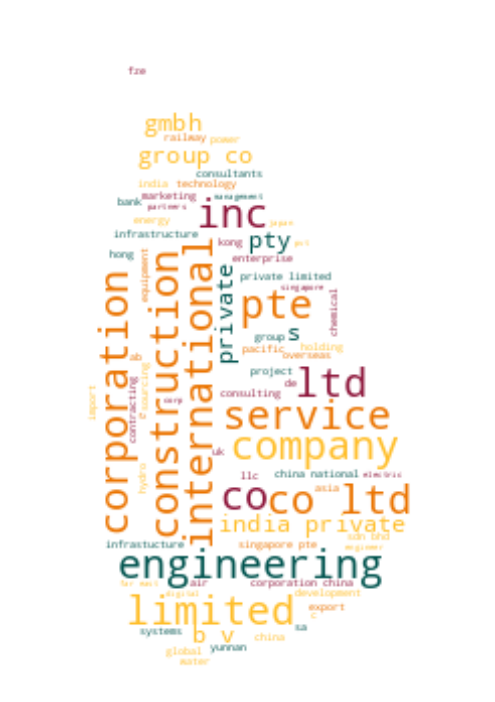 fze
gmbh
railway power
group co
consultants
india technology
marketing management
bank partners
inc
energy japan
infrastructure
kong pty
hong enterprise
equipment
private limited
singapore
corporation
construction
international
private
pte
chemical
group s
pacific holding
overseas
ab
project
de ltd
consulting
import
contracting
sourcing
corp
service
uk company
hydro
llc china national electric
asia
co co ltd
india private
sdn bhd
infrastucture singapore pte
engineering
far east air corporation china
digital development
limited
export
c
systems b v sa
china
yunnan
global
water